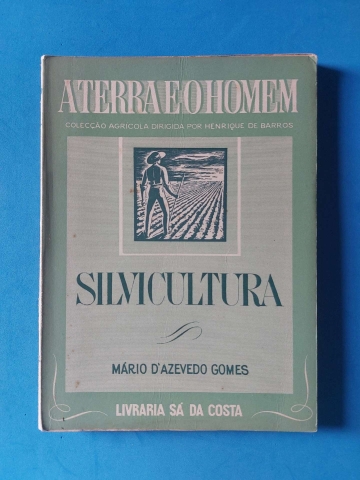 A TERRA E O HOMEM
COLECÇÃO AGRÍCOLA DIRIGIDA POR HENRIQUE DE BARROS
SILVICULTURA
MÁRIO D'AZEVEDO GOMES
LIVRARIA SÁ DA COSTA